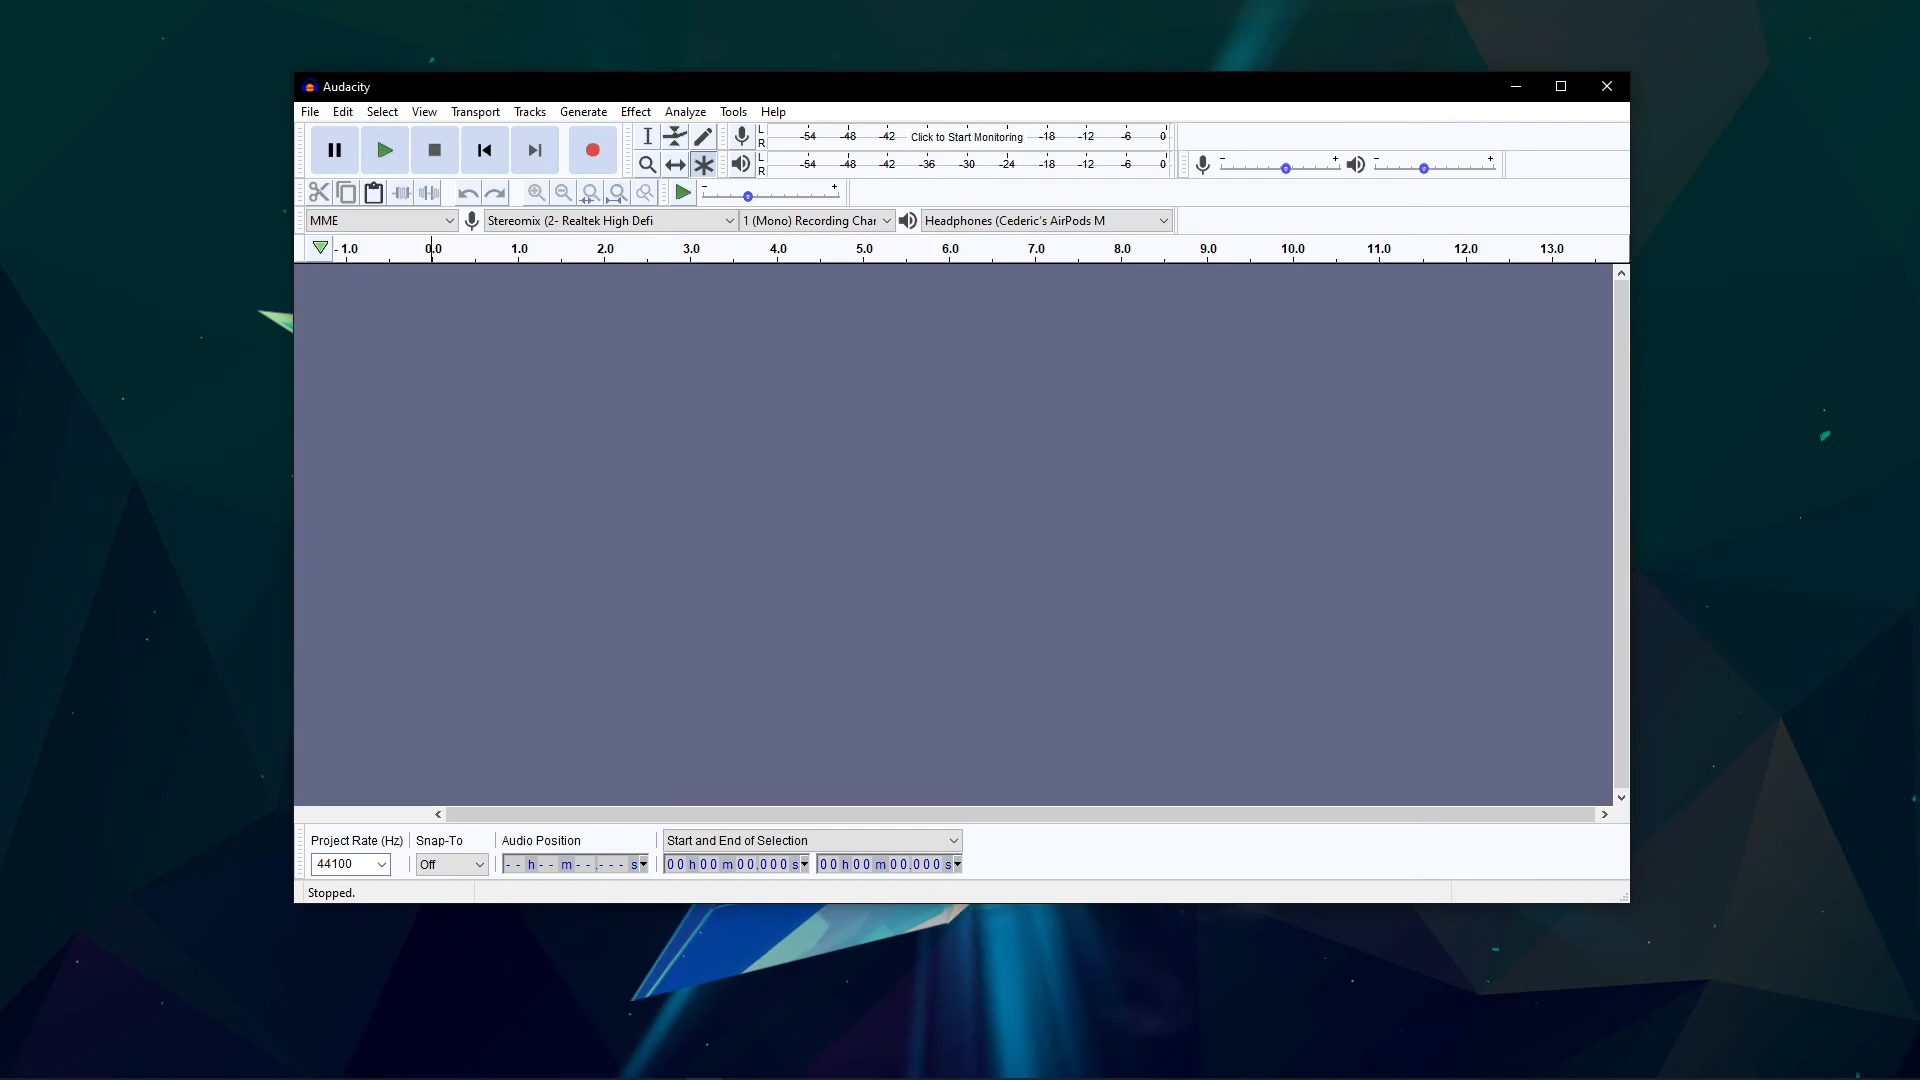 Audacity
File Edit Select View Transport Tracks Generate Effect Analyze Tools Help
L R -54 -48 -42 Click to Start Monitoring -18 -12 -6 0
L R -54 -48 -42 -36 -30 -24 -18 -12 -6 0
- + - +
- +
MME Stereomix (2- Realtek High Defi 1 (Mono) Recording Char Headphones (Cederic's AirPods M
- 1.0 0.0 1.0 2.0 3.0 4.0 5.0 6.0 7.0 8.0 9.0 10.0 11.0 12.0 13.0
Project Rate (Hz) Snap-To Audio Position Start and End of Selection
44100 Off -- h -- m --.--- s 00 h 00 m 00.000 s 00 h 00 m 00.000 s
Stopped.